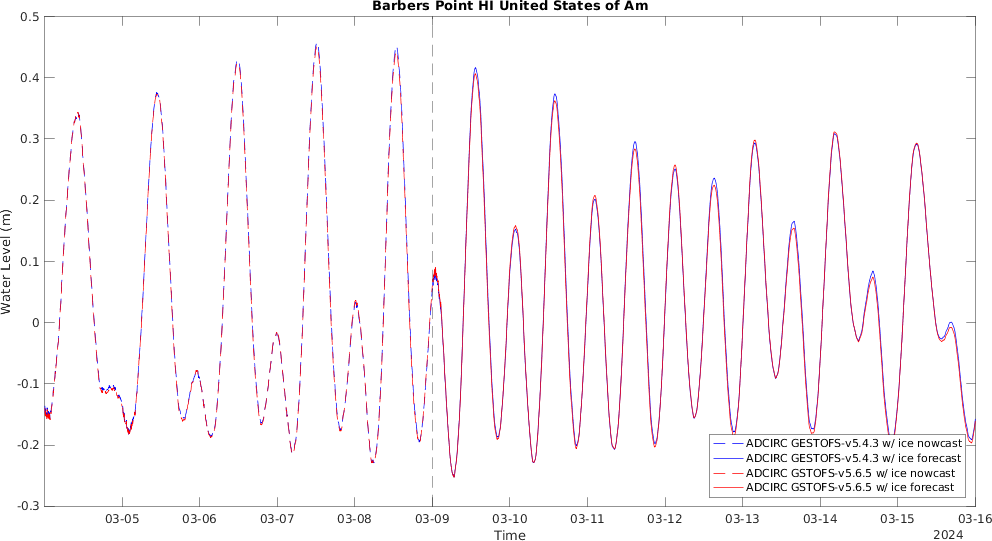 Barbers Point HI United States of Am
0.5
0.4
0.3
0.2
0.1
0
-0.1
-0.2
-0.3
Water Level (m)
ADCIRC GESTOFS-v5.4.3 w/ ice nowcast
ADCIRC GESTOFS-v5.4.3 w/ ice forecast
ADCIRC GSTOFS-v5.6.5 w/ ice nowcast
ADCIRC GSTOFS-v5.6.5 w/ ice forecast
03-05 03-06 03-07 03-08 03-09 03-10 03-11 03-12 03-13 03-14 03-15 03-16
Time
2024